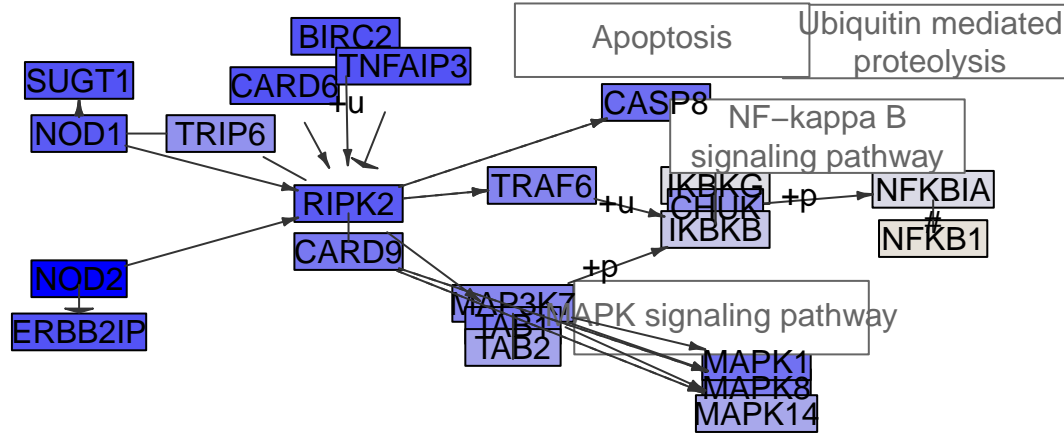 BIRC2
Apoptosis
Ubiquitin mediated
proteolysis
TNFAIP3
SUGT1
CARD6
+u
CASP8
NOD1
TRIP6
NF−kappa B
signaling pathway
RIPK2
TRAF6
+u
IKBKG
CHUK
IKBKB
+p
NFKBIA
#
NFKB1
CARD9
+p
NOD2
ERBB2IP
MAP3K7
TAB1
TAB2
MAPK signaling pathway
MAPK1
MAPK8
MAPK14